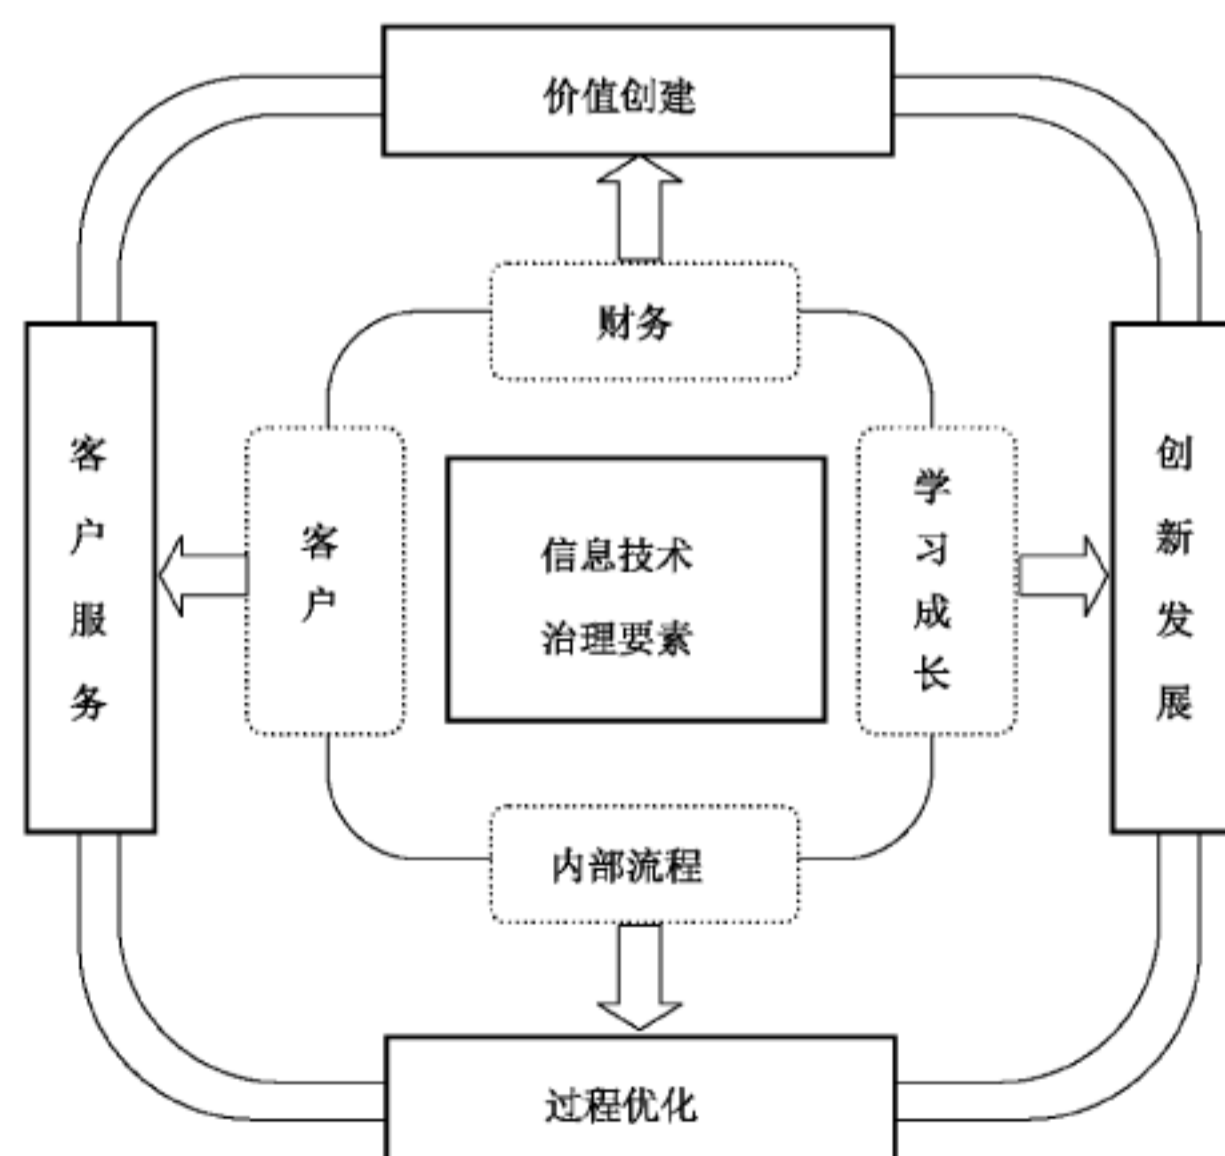 价值创建
财务
客户服务
客户
信息技术
治理要素
学习成长
创新发展
内部流程
过程优化